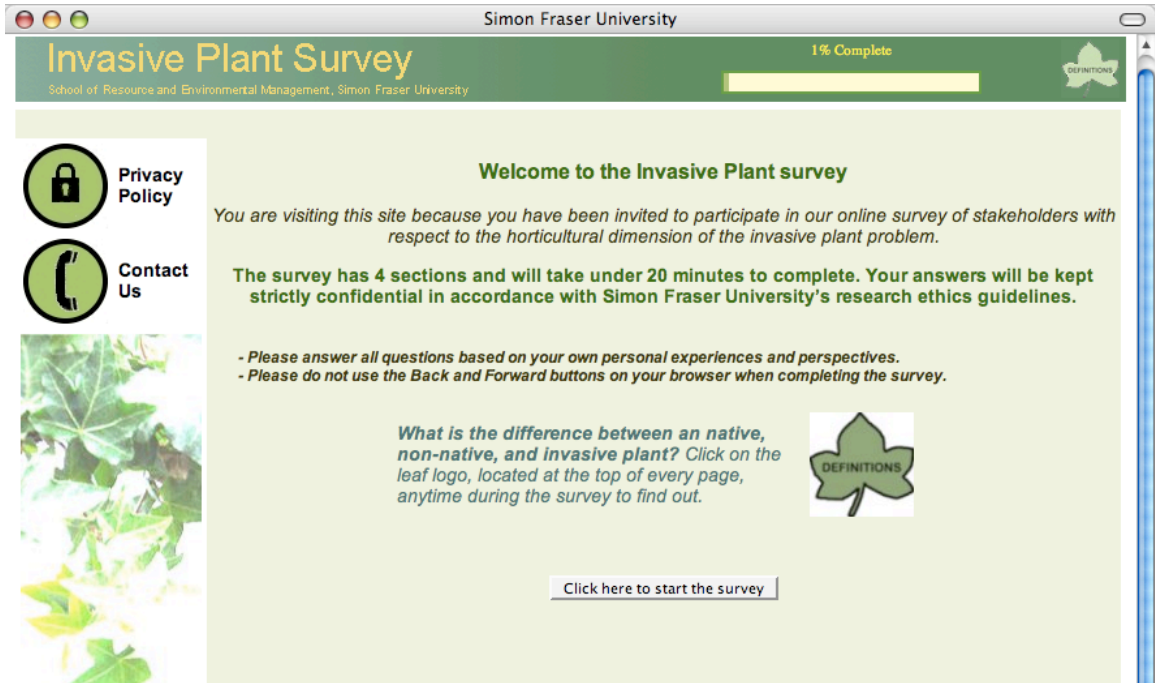 Simon Fraser University
Invasive Plant Survey
School of Resource and Environmental Management, Simon Fraser University
1% Complete
DEFINITIONS
Privacy
Policy
Contact
Us
Welcome to the Invasive Plant survey
You are visiting this site because you have been invited to participate in our online survey of stakeholders with
respect to the horticultural dimension of the invasive plant problem.
The survey has 4 sections and will take under 20 minutes to complete. Your answers will be kept
strictly confidential in accordance with Simon Fraser University's research ethics guidelines.
- Please answer all questions based on your own personal experiences and perspectives.
- Please do not use the Back and Forward buttons on your browser when completing the survey.
What is the difference between an native,
non-native, and invasive plant? Click on the
leaf logo, located at the top of every page,
anytime during the survey to find out.
DEFINITIONS
Click here to start the survey